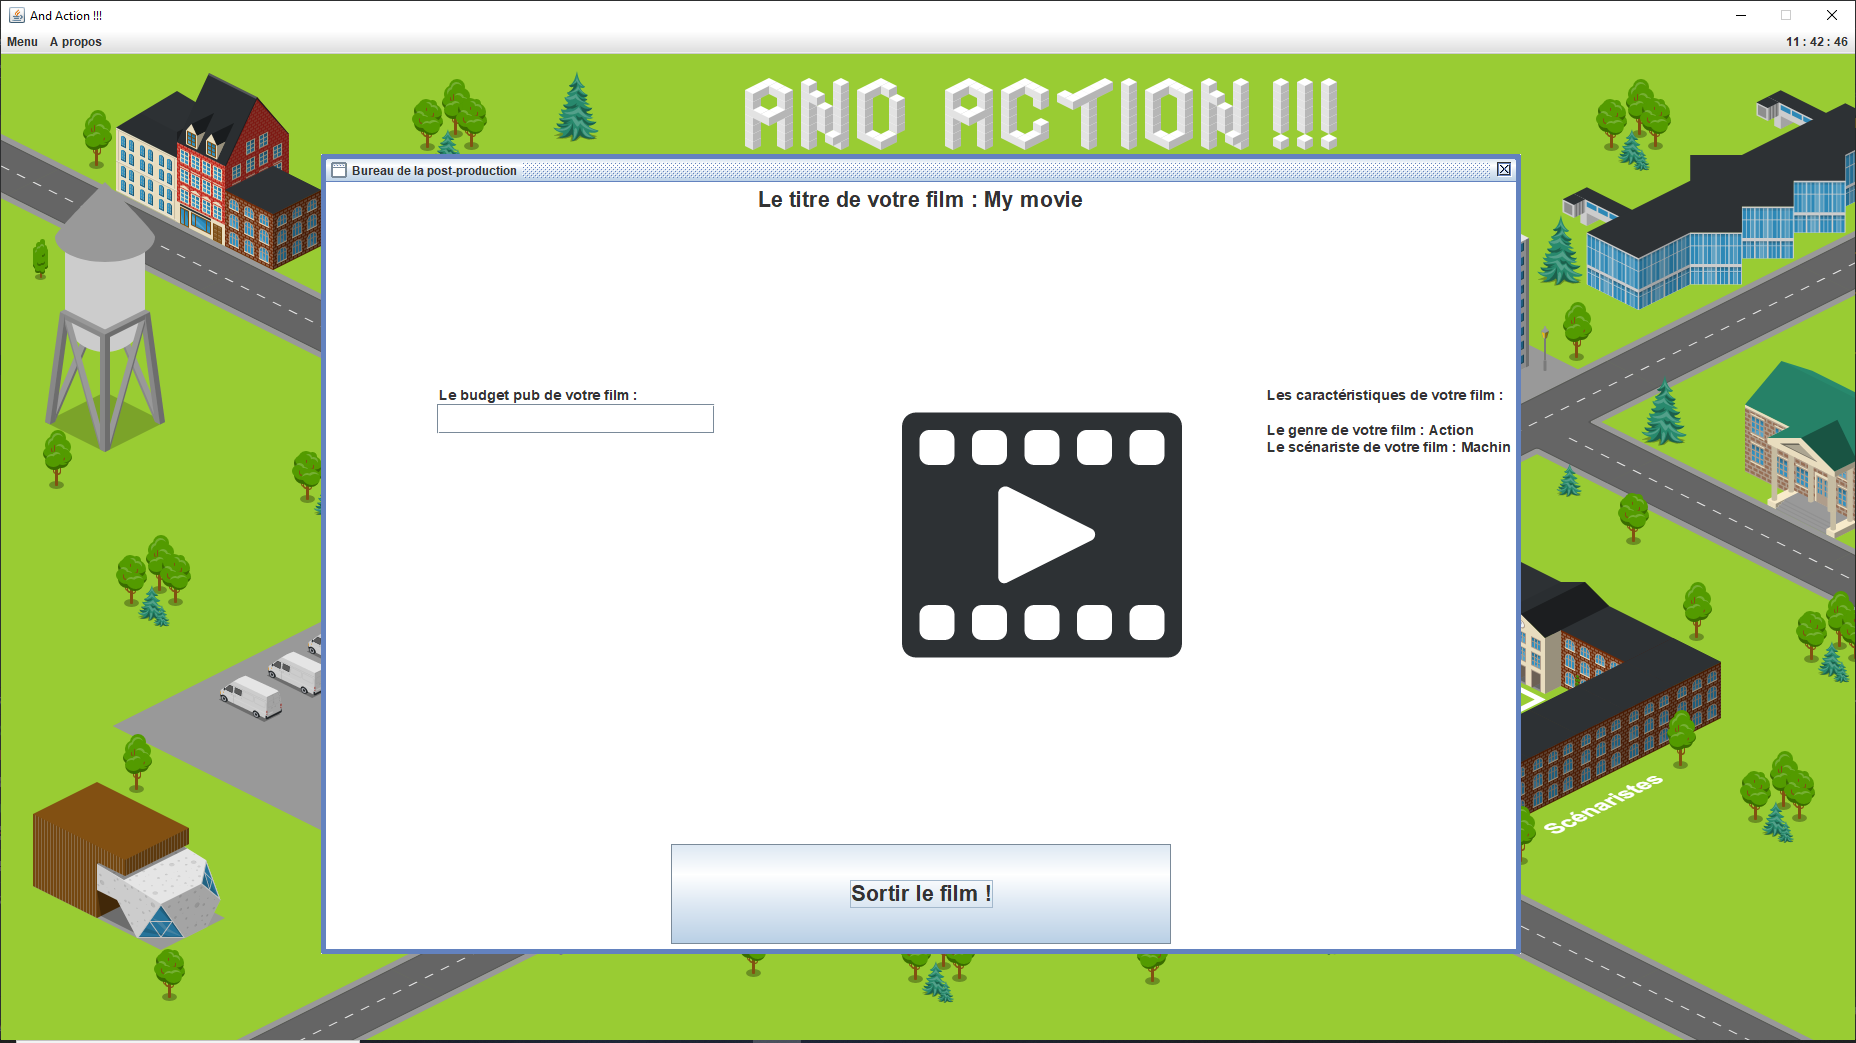 And Action !!!
Menu A propos 11 : 42 : 46
AND ACTION !!!
Bureau de la post-production
Le titre de votre film : My movie
Le budget pub de votre film :
Les caractéristiques de votre film :
Le genre de votre film : Action
Le scénariste de votre film : Machin
Sortir le film !
Scénaristes